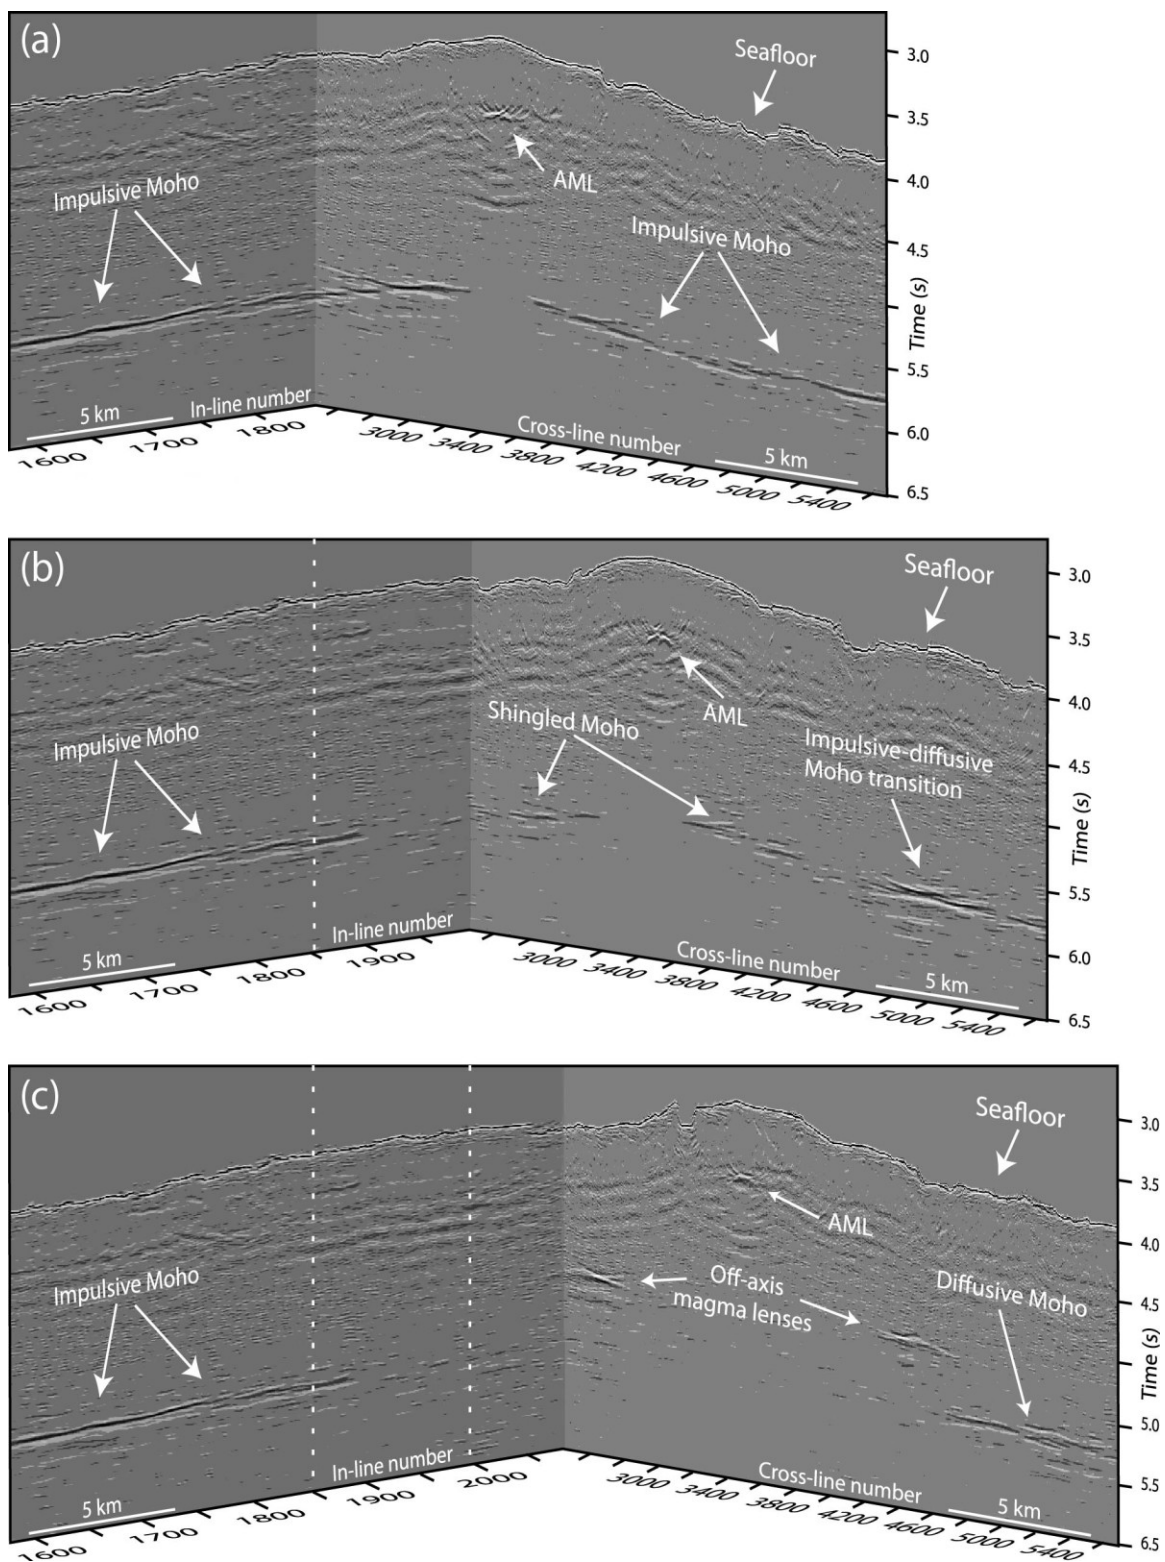 (a)
Seafloor
AML
Impulsive Moho
Impulsive Moho
3.0
3.5
4.0
4.5
Time (s)
5.5
6.0
6.5
5 km
In-line number
Cross-line number
5 km
1600
1700
1800
3000
3400
3800
4200
4600
5000
5400
(b)
Seafloor
AML
Shingled Moho
Impulsive Moho
Impulsive-diffusive
Moho transition
3.0
3.5
4.0
4.5
Time (s)
5.5
6.0
6.5
5 km
In-line number
Cross-line number
5 km
1600
1700
1800
1900
3000
3400
3800
4200
4600
5000
5400
(c)
Seafloor
AML
Impulsive Moho
Off-axis
magma lenses
Diffusive Moho
3.0
3.5
4.0
4.5
Time (s)
5.0
5.5
6.5
5 km
In-line number
Cross-line number
5 km
1600
1700
1800
1900
2000
3000
3400
3800
4200
4600
5000
5400